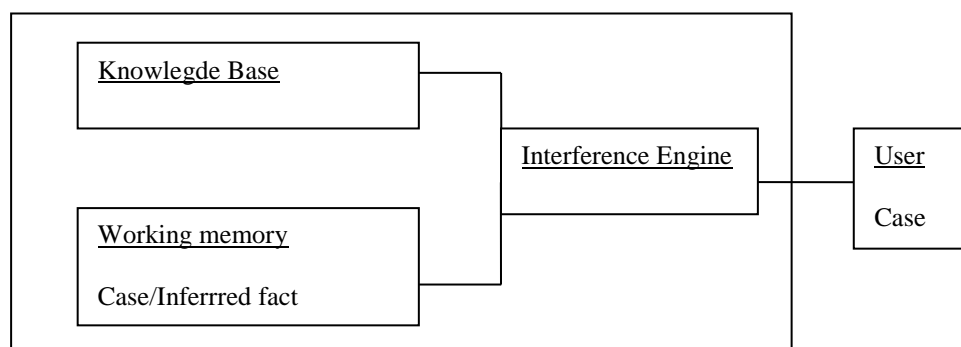 Knowlegde Base
Interference Engine
User
Case
Working memory
Case/Inferrred fact